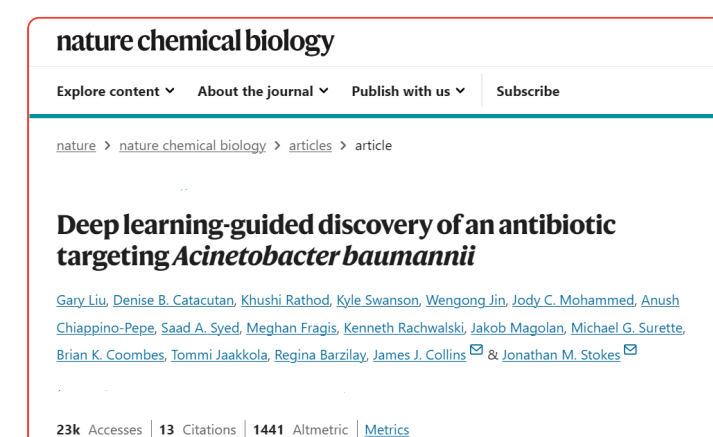 nature chemical biology
Explore content About the journal Publish with us Subscribe
nature > nature chemical biology > articles > article
Deep learning-guided discovery of an antibiotic
targeting Acinetobacter baumannii
Gary Liu, Denise B. Catacutan, Khushi Rathod, Kyle Swanson, Wengong Jin, Jody C. Mohammed, Anush
Chiappino-Pepe, Saad A. Syed, Meghan Fragis, Kenneth Rachwalski, Jakob Magolan, Michael G. Surette,
Brian K. Coombes, Tommi Jaakkola, Regina Barzilay, James J. Collins & Jonathan M. Stokes
23k Accesses | 13 Citations | 1441 Altmetric | Metrics